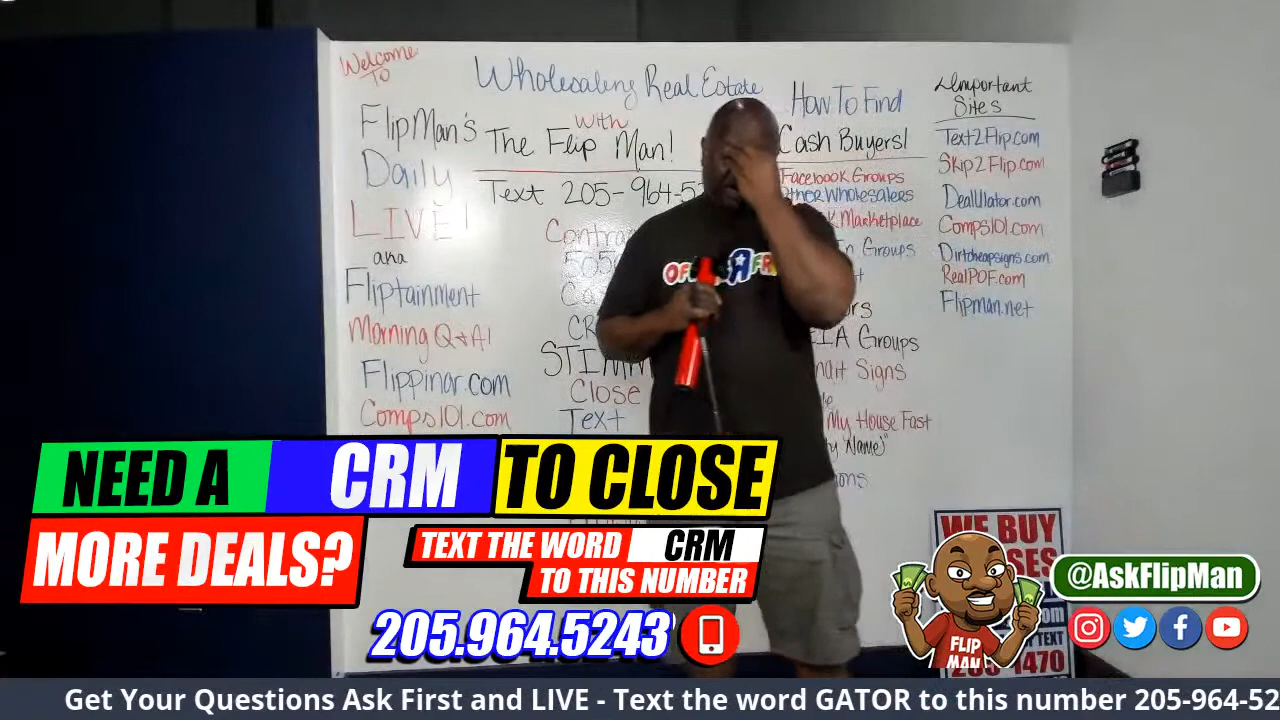 Welcome
To
FlipMan's
Daily
LIVE!
aka
Fliptainment
Morning Q&A!
Flippinar.com
Comps101.com
Wholesaleng Real Estate
with
The Flip Man!
Text 205-964-52
Close
Text
How To Find
Cash Buyers!
Facebook Groups
Other Wholesalers
Marketplace
Groups
Groups
Signs
My House Fast
Name)"
Important
Sites
Text2Flip.com
Skip2Flip.com
DealUlator.com
Comps101.com
Dirtcheapsigns.com
RealPOF.com
Flipman.net
NEED A CRM TO CLOSE
MORE DEALS?
TEXT THE WORD CRM
TO THIS NUMBER
205.964.5243
WE BUY
FLIP
MAN
@AskFlipMan
Get Your Questions Ask First and LIVE - Text the word GATOR to this number 205-964-52